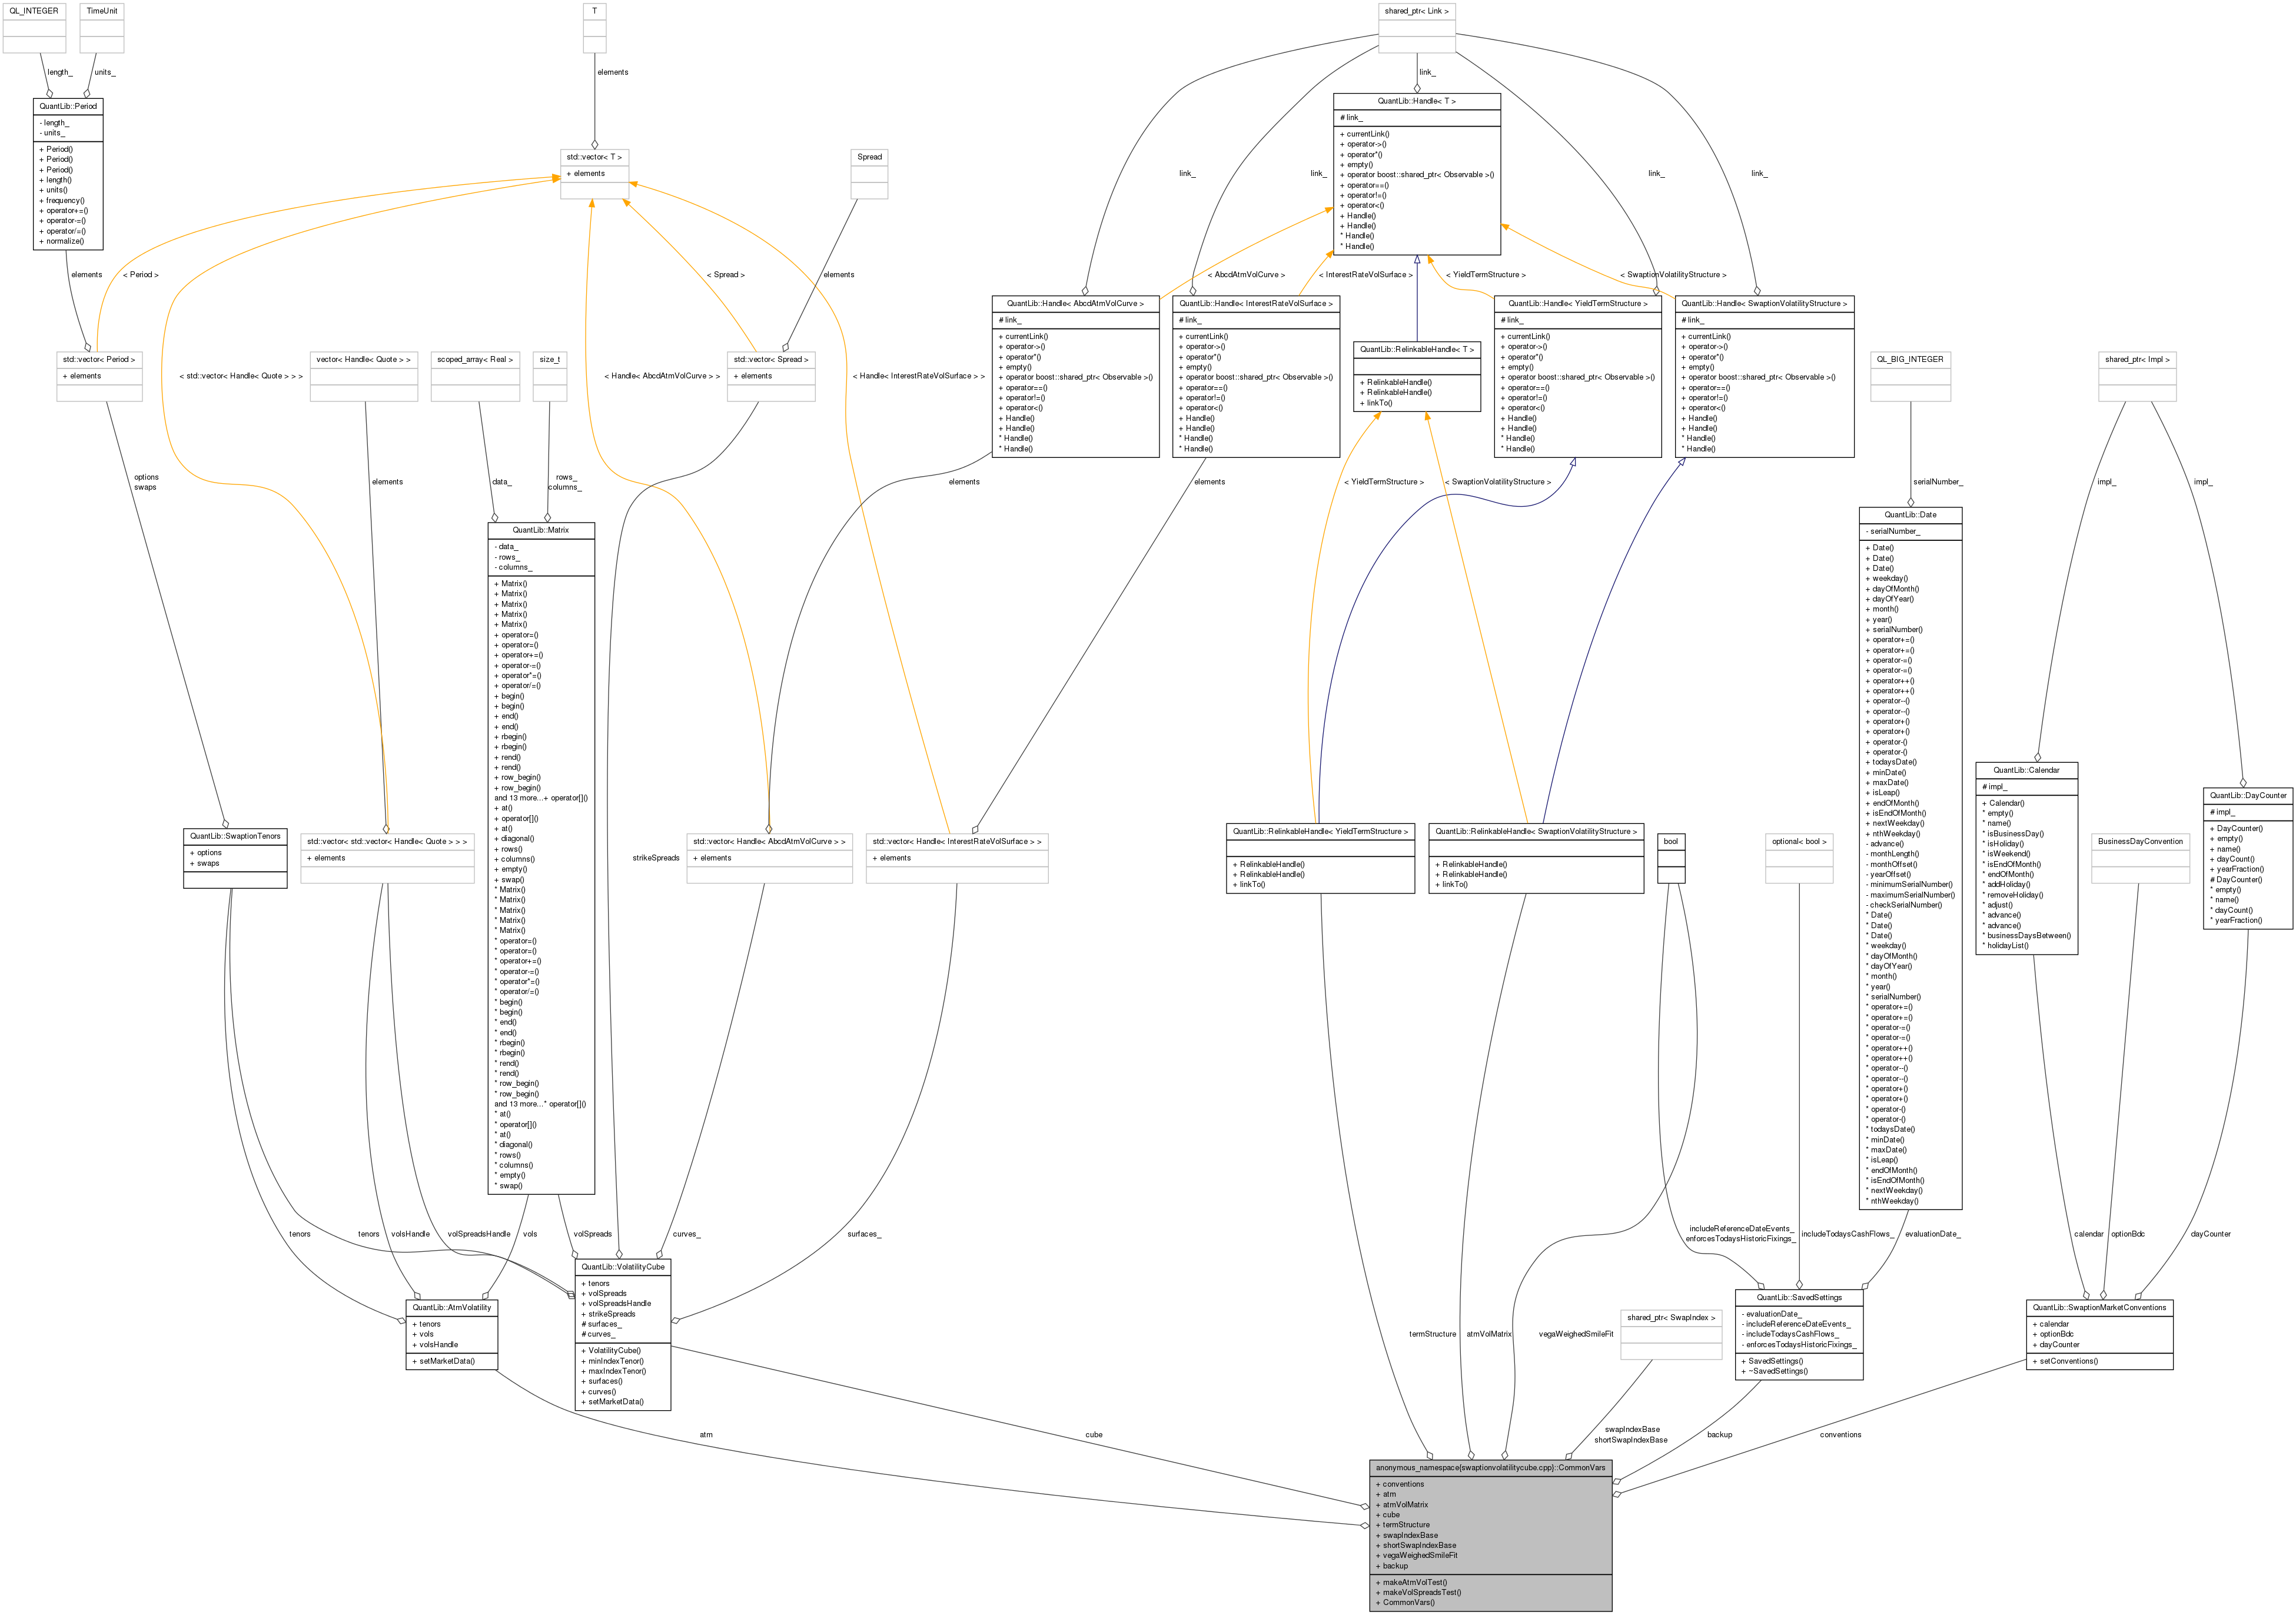 QL_INTEGER
TimeUnit
T
shared_ptr< Link >
length_
units_
elements
link_
QuantLib::Period
- length_
- units_
+ Period()
+ Period()
+ Period()
+ length()
+ units()
+ frequency()
+ operator+=()
+ operator-=()
+ operator/=()
+ normalize()
std::vector< T >
+ elements
Spread
QuantLib::Handle< T >
# link_
+ currentLink()
+ operator->()
+ operator*()
+ empty()
+ operator boost::shared_ptr< Observable >()
+ operator==()
+ operator!=()
+ operator<()
+ Handle()
+ Handle()
* Handle()
* Handle()
link_
link_
link_
link_
elements
< Period >
< Spread >
elements
< AbcdAtmVolCurve >
< InterestRateVolSurface >
< YieldTermStructure >
< SwaptionVolatilityStructure >
std::vector< Period >
+ elements
< std::vector< Handle< Quote > > >
vector< Handle< Quote > >
scoped_array< Real >
size_t
< Handle< AbcdAtmVolCurve > >
std::vector< Spread >
+ elements
< Handle< InterestRateVolSurface > >
QuantLib::Handle< AbcdAtmVolCurve >
# link_
+ currentLink()
+ operator->()
+ operator*()
+ empty()
+ operator boost::shared_ptr< Observable >()
+ operator==()
+ operator!=()
+ operator<()
+ Handle()
+ Handle()
* Handle()
* Handle()
QuantLib::Handle< InterestRateVolSurface >
# link_
+ currentLink()
+ operator->()
+ operator*()
+ empty()
+ operator boost::shared_ptr< Observable >()
+ operator==()
+ operator!=()
+ operator<()
+ Handle()
+ Handle()
* Handle()
* Handle()
QuantLib::RelinkableHandle< T >
+ RelinkableHandle()
+ RelinkableHandle()
+ linkTo()
QuantLib::Handle< YieldTermStructure >
# link_
+ currentLink()
+ operator->()
+ operator*()
+ empty()
+ operator boost::shared_ptr< Observable >()
+ operator==()
+ operator!=()
+ operator<()
+ Handle()
+ Handle()
* Handle()
* Handle()
QuantLib::Handle< SwaptionVolatilityStructure >
# link_
+ currentLink()
+ operator->()
+ operator*()
+ empty()
+ operator boost::shared_ptr< Observable >()
+ operator==()
+ operator!=()
+ operator<()
+ Handle()
+ Handle()
* Handle()
* Handle()
QL_BIG_INTEGER
shared_ptr< Impl >
options
swaps
elements
data_
rows_
columns_
elements
elements
< YieldTermStructure >
< SwaptionVolatilityStructure >
serialNumber_
impl_
impl_
QuantLib::Matrix
- data_
- rows_
- columns_
+ Matrix()
+ Matrix()
+ Matrix()
+ Matrix()
+ Matrix()
+ operator=()
+ operator=()
+ operator+=()
+ operator-=()
+ operator*=()
+ operator/=()
+ begin()
+ begin()
+ end()
+ end()
+ rbegin()
+ rbegin()
+ rend()
+ rend()
+ row_begin()
+ row_begin()
and 13 more...+ operator[]()
+ at()
+ operator[]()
+ at()
+ diagonal()
+ rows()
+ columns()
+ empty()
+ swap()
* Matrix()
* Matrix()
* Matrix()
* Matrix()
* Matrix()
* operator=()
* operator=()
* operator+=()
* operator-=()
* operator*=()
* operator/=()
* begin()
* begin()
* end()
* end()
* rbegin()
* rbegin()
* rend()
* rend()
* row_begin()
* row_begin()
and 13 more...* operator[]()
* at()
* operator[]()
* at()
* diagonal()
* rows()
* columns()
* empty()
* swap()
QuantLib::Date
- serialNumber_
+ Date()
+ Date()
+ Date()
+ weekday()
+ dayOfMonth()
+ dayOfYear()
+ month()
+ year()
+ serialNumber()
+ operator+=()
+ operator+=()
+ operator-=()
+ operator-=()
+ operator++()
+ operator++()
+ operator--()
+ operator--()
+ operator+()
+ operator+()
+ operator-()
+ operator-()
+ todaysDate()
+ minDate()
+ maxDate()
+ isLeap()
+ endOfMonth()
+ isEndOfMonth()
+ nextWeekday()
+ nthWeekday()
- advance()
- monthLength()
- monthOffset()
- yearOffset()
- minimumSerialNumber()
- maximumSerialNumber()
- checkSerialNumber()
* Date()
* Date()
* Date()
* weekday()
* dayOfMonth()
* dayOfYear()
* month()
* year()
* serialNumber()
* operator+=()
* operator+=()
* operator-=()
* operator-=()
* operator++()
* operator++()
* operator--()
* operator--()
* operator+()
* operator+()
* operator-()
* operator-()
* todaysDate()
* minDate()
* maxDate()
* isLeap()
* endOfMonth()
* isEndOfMonth()
* nextWeekday()
* nthWeekday()
QuantLib::Calendar
# impl_
+ Calendar()
* empty()
* name()
* isBusinessDay()
* isHoliday()
* isWeekend()
* isEndOfMonth()
* endOfMonth()
* addHoliday()
* removeHoliday()
* adjust()
* advance()
* advance()
* businessDaysBetween()
* holidayList()
QuantLib::DayCounter
# impl_
+ DayCounter()
+ empty()
+ name()
+ dayCount()
+ yearFraction()
# DayCounter()
* empty()
* name()
* dayCount()
* yearFraction()
QuantLib::SwaptionTenors
+ options
+ swaps
std::vector< std::vector< Handle< Quote > > >
+ elements
strikeSpreads
std::vector< Handle< AbcdAtmVolCurve > >
+ elements
std::vector< Handle< InterestRateVolSurface > >
+ elements
QuantLib::RelinkableHandle< YieldTermStructure >
+ RelinkableHandle()
+ RelinkableHandle()
+ linkTo()
QuantLib::RelinkableHandle< SwaptionVolatilityStructure >
+ RelinkableHandle()
+ RelinkableHandle()
+ linkTo()
bool
optional< bool >
BusinessDayConvention
tenors
tenors
volsHandle
volSpreadsHandle
vols
volSpreads
curves_
surfaces_
includeReferenceDateEvents_
enforcesTodaysHistoricFixings_
includeTodaysCashFlows_
evaluationDate_
calendar
optionBdc
dayCounter
QuantLib::AtmVolatility
+ tenors
+ vols
+ volsHandle
+ setMarketData()
QuantLib::VolatilityCube
+ tenors
+ volSpreads
+ volSpreadsHandle
+ strikeSpreads
# surfaces_
# curves_
+ VolatilityCube()
+ minIndexTenor()
+ maxIndexTenor()
+ surfaces()
+ curves()
+ setMarketData()
termStructure
atmVolMatrix
vegaWeighedSmileFit
shared_ptr< SwapIndex >
QuantLib::SavedSettings
- evaluationDate_
- includeReferenceDateEvents_
- includeTodaysCashFlows_
- enforcesTodaysHistoricFixings_
+ SavedSettings()
+ ~SavedSettings()
QuantLib::SwaptionMarketConventions
+ calendar
+ optionBdc
+ dayCounter
+ setConventions()
atm
cube
swapIndexBase
shortSwapIndexBase
backup
conventions
anonymous_namespace{swaptionvolatilitycube.cpp}::CommonVars
+ conventions
+ atm
+ atmVolMatrix
+ cube
+ termStructure
+ swapIndexBase
+ shortSwapIndexBase
+ vegaWeighedSmileFit
+ backup
+ makeAtmVolTest()
+ makeVolSpreadsTest()
+ CommonVars()